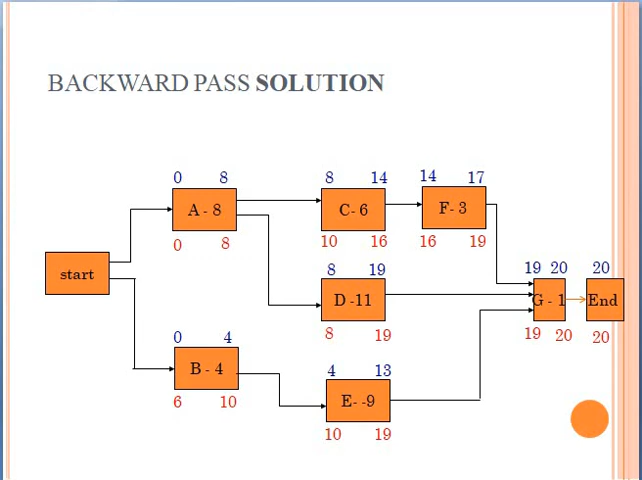 BACKWARD PASS SOLUTION
0 8
A - 8
0 8
8 14
C- 6
10 16
14 17
F- 3
16 19
start
8 19
D -11
8 19
19 20
G - 1
19 20
20
End
20
0 4
B - 4
6 10
4 13
E- -9
10 19